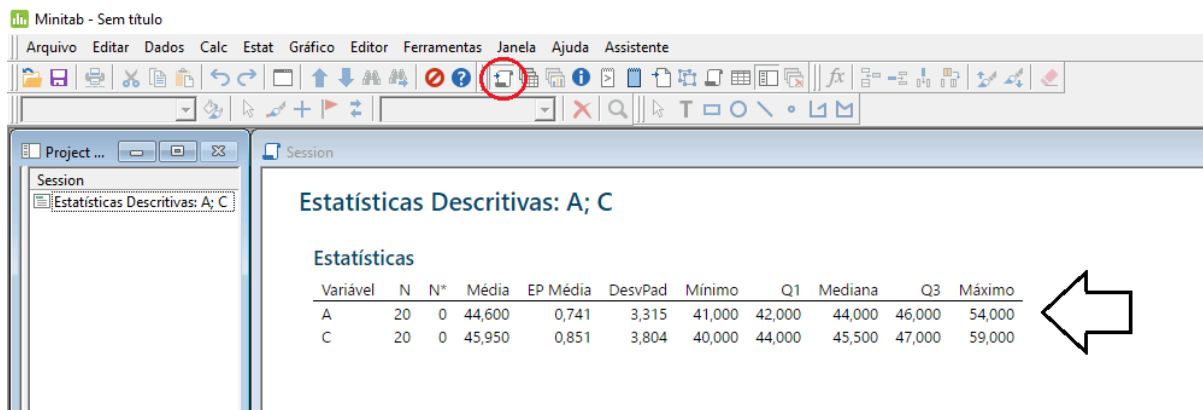 Minitab - Sem título
Arquivo Editar Dados Calc Estat Gráfico Editor Ferramentas Janela Ajuda Assistente
fx
Project ...
Session
Session
Estatísticas Descritivas: A; C
Estatísticas Descritivas: A; C
Estatísticas
Variável N N* Média EP Média DesvPad Mínimo Q1 Mediana Q3 Máximo
A 20 0 44,600 0,741 3,315 41,000 42,000 44,000 46,000 54,000
C 20 0 45,950 0,851 3,804 40,000 44,000 45,500 47,000 59,000